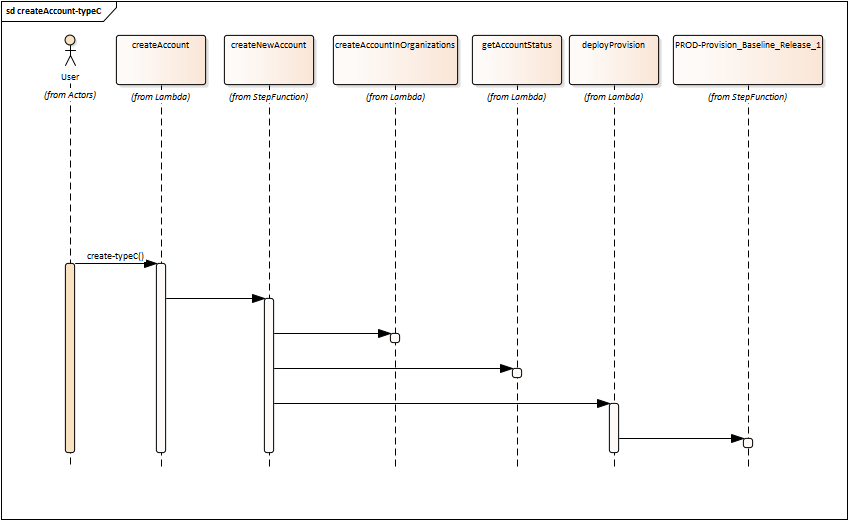 sd createAccount-typeC
User
(from Actors)
createAccount
(from Lambda)
createNewAccount
(from StepFunction)
createAccountInOrganizations
(from Lambda)
getAccountStatus
(from Lambda)
deployProvision
(from Lambda)
PROD-Provision_Baseline_Release_1
(from StepFunction)
create-typeC()